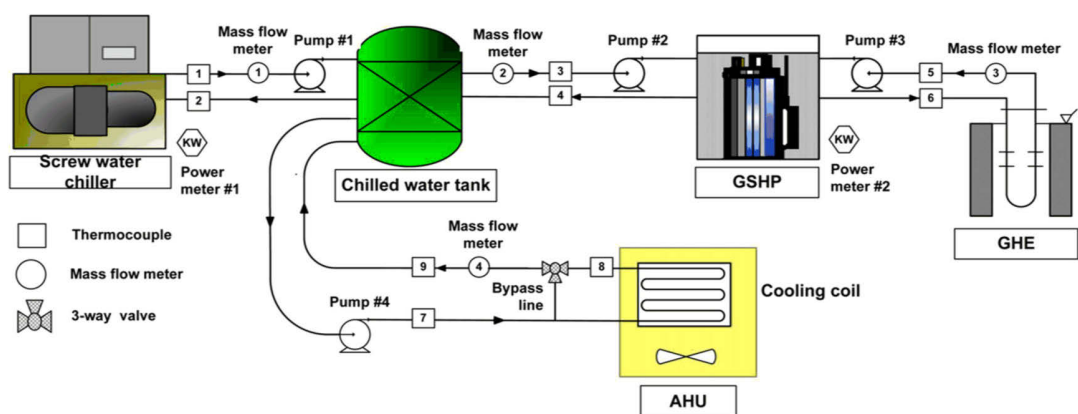 Mass flow
meter
Pump #1
Mass flow
meter
Pump #2
Pump #3
Mass flow meter
1
1
2
3
5
3
2
4
6
KW
Screw water
chiller
Power
meter #1
Chilled water tank
GSHP
KW
Power
meter #2
GHE
Thermocouple
Mass flow meter
3-way valve
Mass flow
meter
9
4
8
Bypass
line
Cooling coil
Pump #4
7
AHU